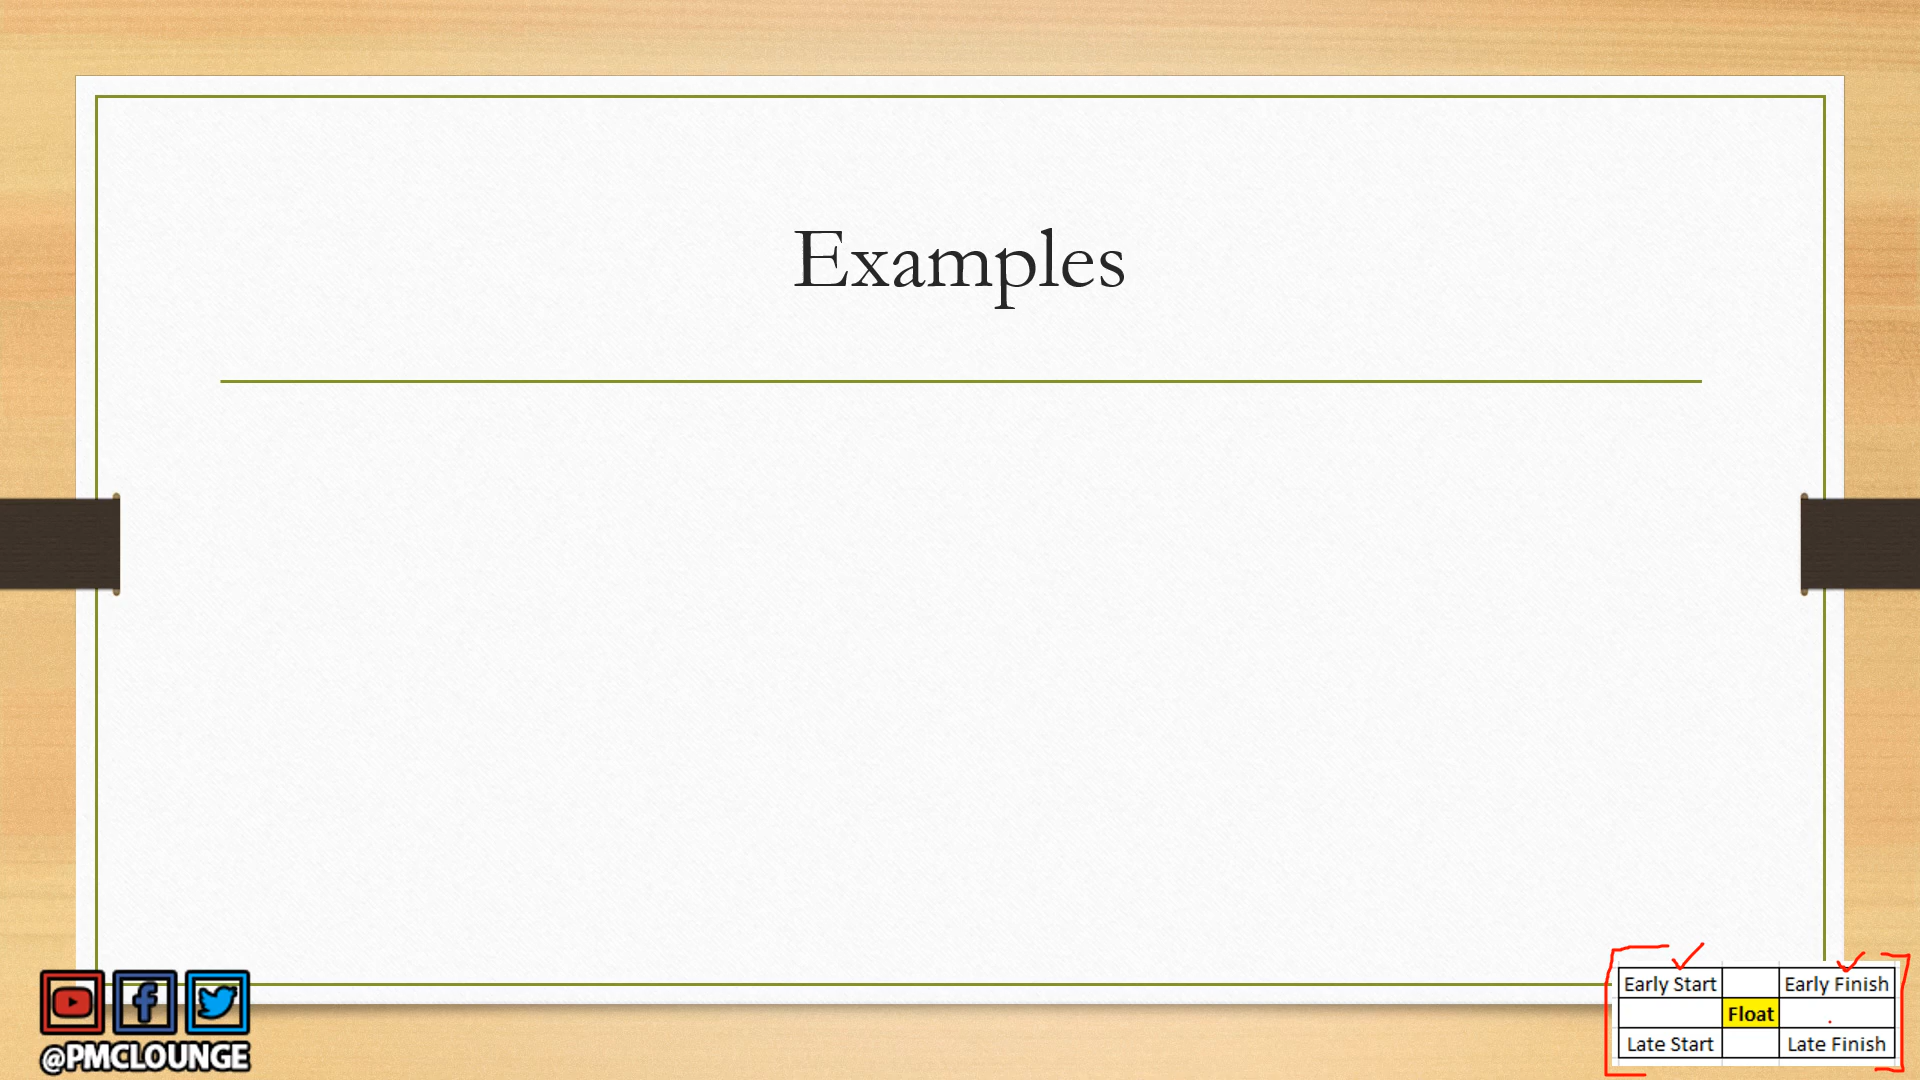 Examples
Early Start Early Finish
Float
Late Start Late Finish
@PMCLOUNGE